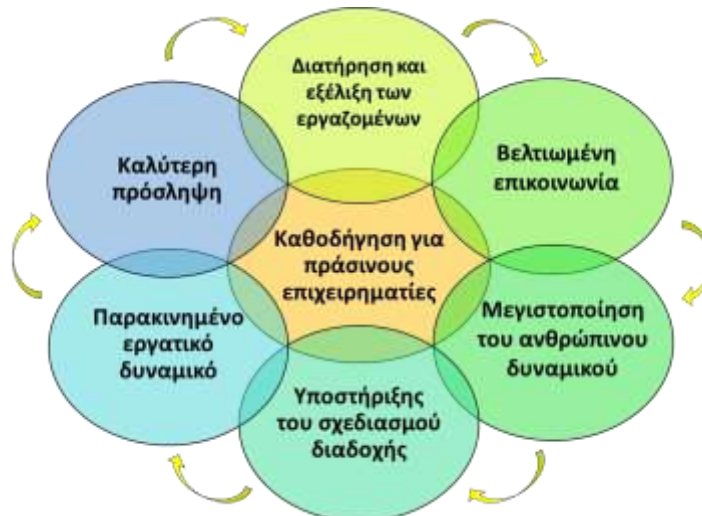 Διατήρηση και
εξέλιξη των
εργαζομένων
Βελτιωμένη
επικοινωνία
Μεγιστοποίηση
του ανθρώπινου
δυναμικού
Υποστήριξης
του σχεδιασμού
διαδοχής
Παρακινημένο
εργατικό
δυναμικό
Καλύτερη
πρόσληψη
Καθοδήγηση για
πράσινους
επιχειρηματίες